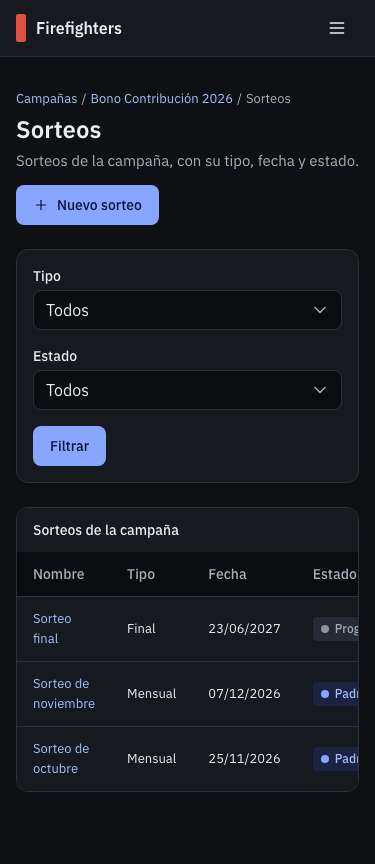 Firefighters
Campañas / Bono Contribución 2026 / Sorteos
Sorteos
Sorteos de la campaña, con su tipo, fecha y estado.
Nuevo sorteo
Tipo
Todos
Estado
Todos
Filtrar
Sorteos de la campaña
Nombre Tipo Fecha Estado
Sorteo
final
Final 23/06/2027
Sorteo de
noviembre
Mensual 07/12/2026
Sorteo de
octubre
Mensual 25/11/2026